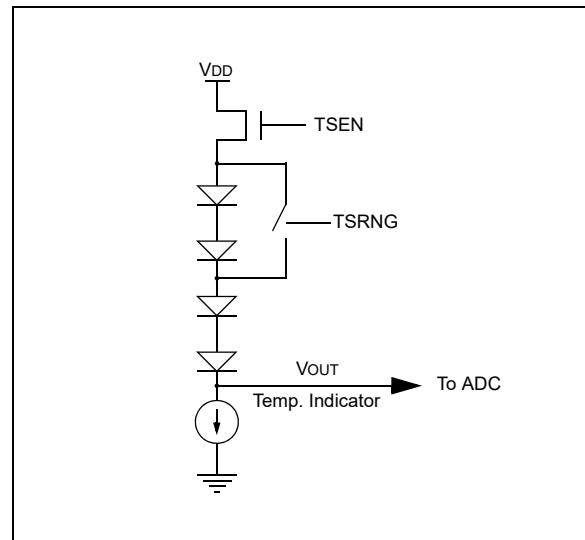 VDD
TSEN
TSRNG
VOUT
To ADC
Temp. Indicator